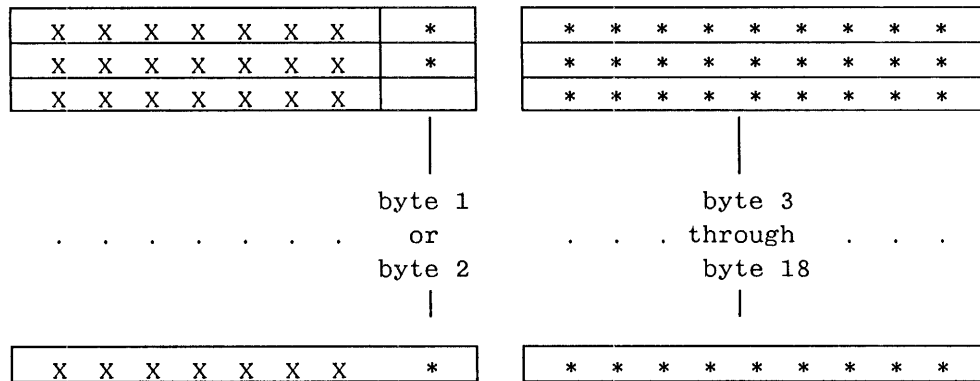 X X X X X X X * * * * * * * * * *
X X X X X X X * * * * * * * * * *
X X X X X X X * * * * * * * * *
byte 1 byte 3
. . . . . . . or . . . through . . .
byte 2 byte 18
X X X X X X X * * * * * * * * * *